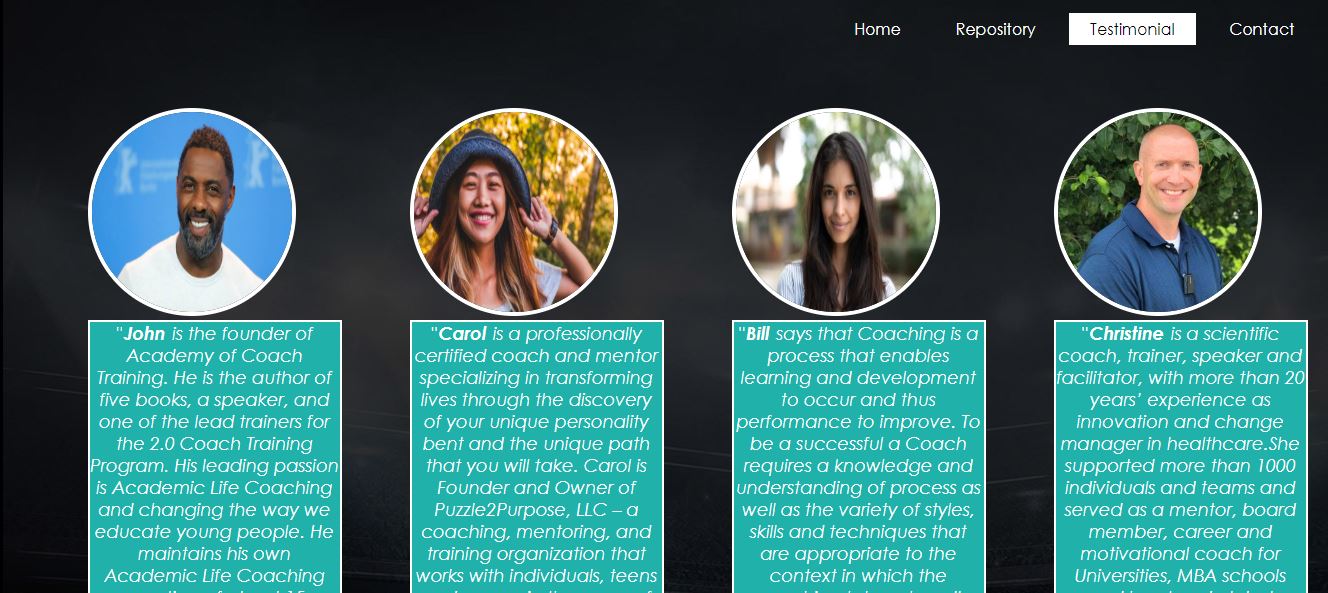 Home Repository Testimonial Contact
"John is the founder of
Academy of Coach
Training. He is the author of
five books, a speaker, and
one of the lead trainers for
the 2.0 Coach Training
Program. His leading passion
is Academic Life Coaching
and changing the way we
educate young people. He
maintains his own
Academic Life Coaching
"Carol is a professionally
certified coach and mentor
specializing in transforming
lives through the discovery
of your unique personality
bent and the unique path
that you will take. Carol is
Founder and Owner of
Puzzle2Purpose, LLC – a
coaching, mentoring, and
training organization that
works with individuals, teens
"Bill says that Coaching is a
process that enables
learning and development
to occur and thus
performance to improve. To
be a successful a Coach
requires a knowledge and
understanding of process as
well as the variety of styles,
skills and techniques that
are appropriate to the
context in which the
"Christine is a scientific
coach, trainer, speaker and
facilitator, with more than 20
years' experience as
innovation and change
manager in healthcare.She
supported more than 1000
individuals and teams and
served as a mentor, board
member, career and
motivational coach for
Universities, MBA schools